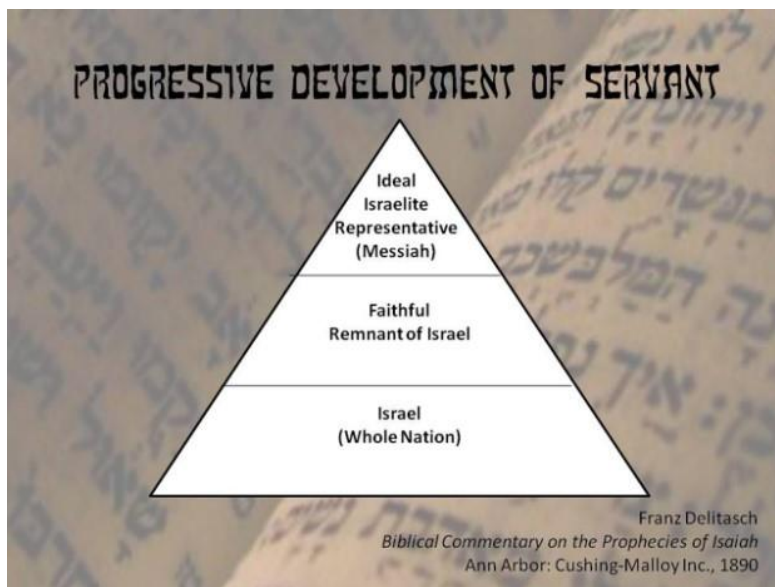 PROGRESSIVE DEVELOPMENT OF SERVANT
Ideal
Israelite
Representative
(Messiah)
Faithful
Remnant of Israel
Israel
(Whole Nation)
Franz Delitasch
Biblical Commentary on the Prophecies of Isaiah
Ann Arbor: Cushing-Malloy Inc., 1890